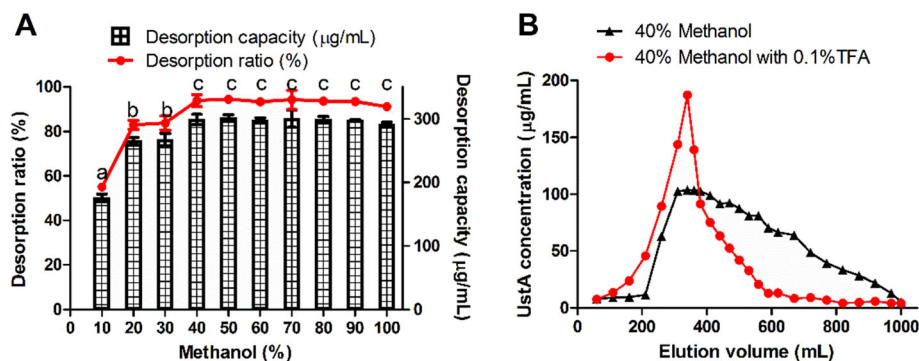 A
Desorption capacity (μg/mL)
Desorption ratio (%)
Desorption ratio (%)
100
80
60
40
20
0
a
b
b
c
c
c
c
c
c
c
300
200
100
0
Desorption capacity (μg/mL)
0 10 20 30 40 50 60 70 80 90 100
Methanol (%)
B
40% Methanol
40% Methanol with 0.1%TFA
UstA concentration (μg/mL)
200
150
100
50
0
0 200 400 600 800 1000
Elution volume (mL)